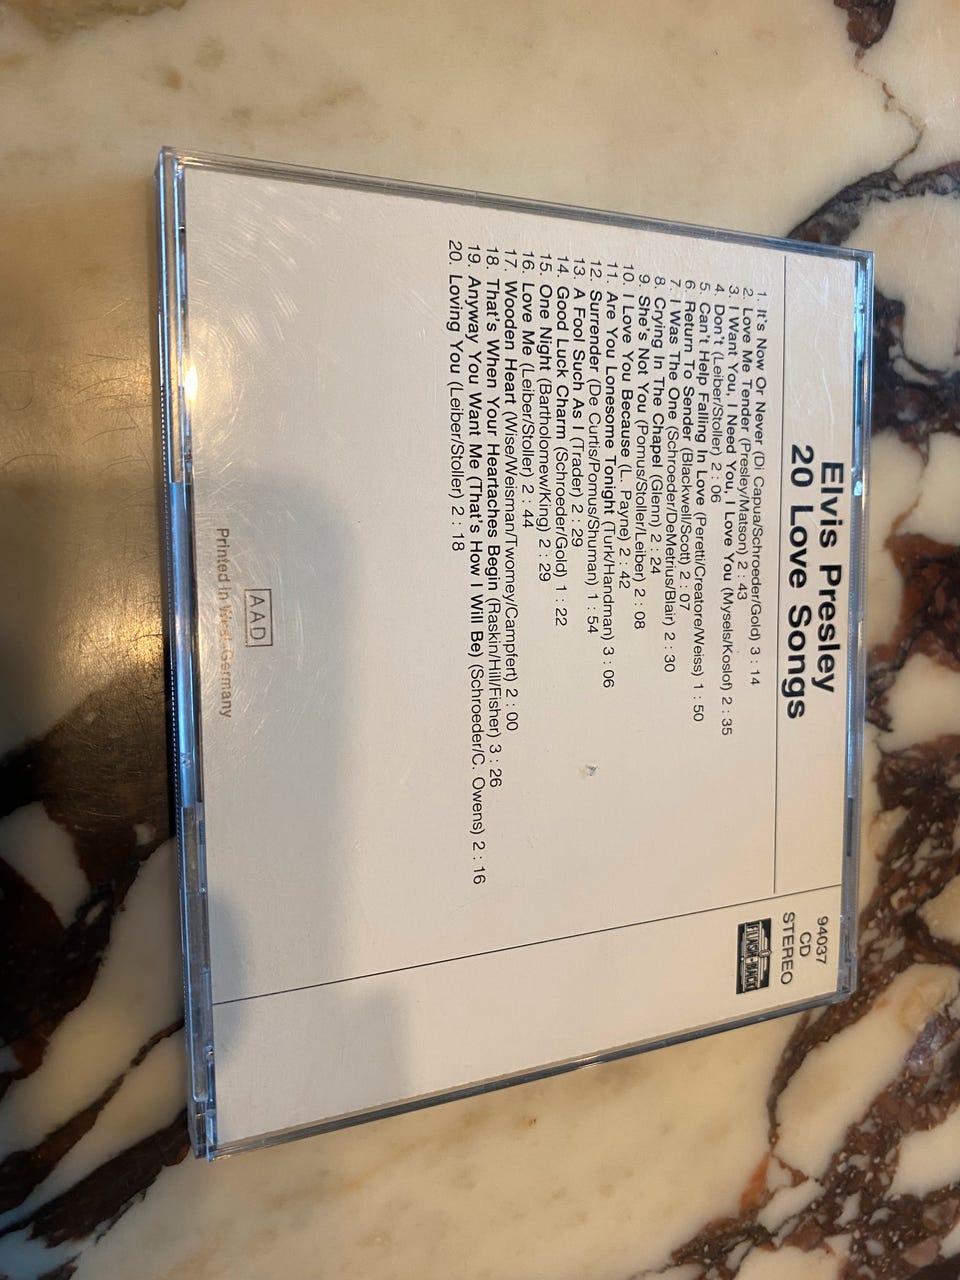 Elvis Presley
20 Love Songs
94037
CD
STEREO
FLASH-BACK
1. It's Now Or Never (Di Capua/Schroeder/Gold) 3 : 14
2. Love Me Tender (Presley/Matson) 2 : 43
3. I Want You, I Need You, I Love You (Mysels/Koslof) 2 : 35
4. Don't (Leiber/Stoller) 2 : 06
5. Can't Help Falling In Love (Peretti/Creatore/Weiss) 1 : 50
6. Return To Sender (Blackwell/Scott) 2 : 07
7. I Was The One (Schroeder/DeMetrius/Blair) 2 : 30
8. Crying In The Chapel (Glenn) 2 : 24
9. She's Not You (Pomus/Stoller/Leiber) 2 : 08
10. I Love You Because (L. Payne) 2 : 42
11. Are You Lonesome Tonight (Turk/Handman) 3 : 06
12. Surrender (De Curtis/Pomus/Shuman) 1 : 54
13. A Fool Such As I (Trader) 2 : 29
14. Good Luck Charm (Schroeder/Gold) 1 : 22
15. One Night (Bartholomew/King) 2 : 29
16. Love Me (Leiber/Stoller) 2 : 44
17. Wooden Heart (Wise/Weisman/Twomey/Campfert) 2 : 00
18. That's When Your Heartaches Begin (Raskin/Hill/Fisher) 3 : 26
19. Anyway You Want Me (That's How I Will Be) (Schroeder/C. Owens) 2 : 16
20. Loving You (Leiber/Stoller) 2 : 18
AAD
Printed in West-Germany